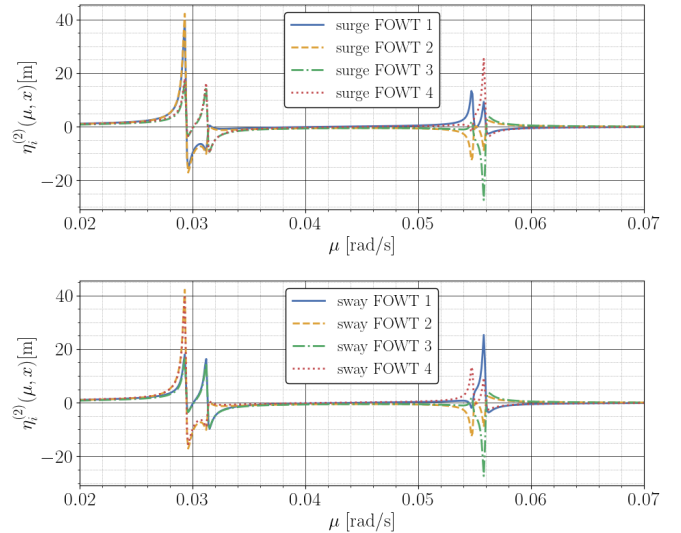 40
20
0
−20
η_i^(2)(μ, x)[m]
surge FOWT 1
surge FOWT 2
surge FOWT 3
surge FOWT 4
0.02 0.03 0.04 0.05 0.06 0.07
μ [rad/s]
40
20
0
−20
η_i^(2)(μ, x)[m]
sway FOWT 1
sway FOWT 2
sway FOWT 3
sway FOWT 4
0.02 0.03 0.04 0.05 0.06 0.07
μ [rad/s]